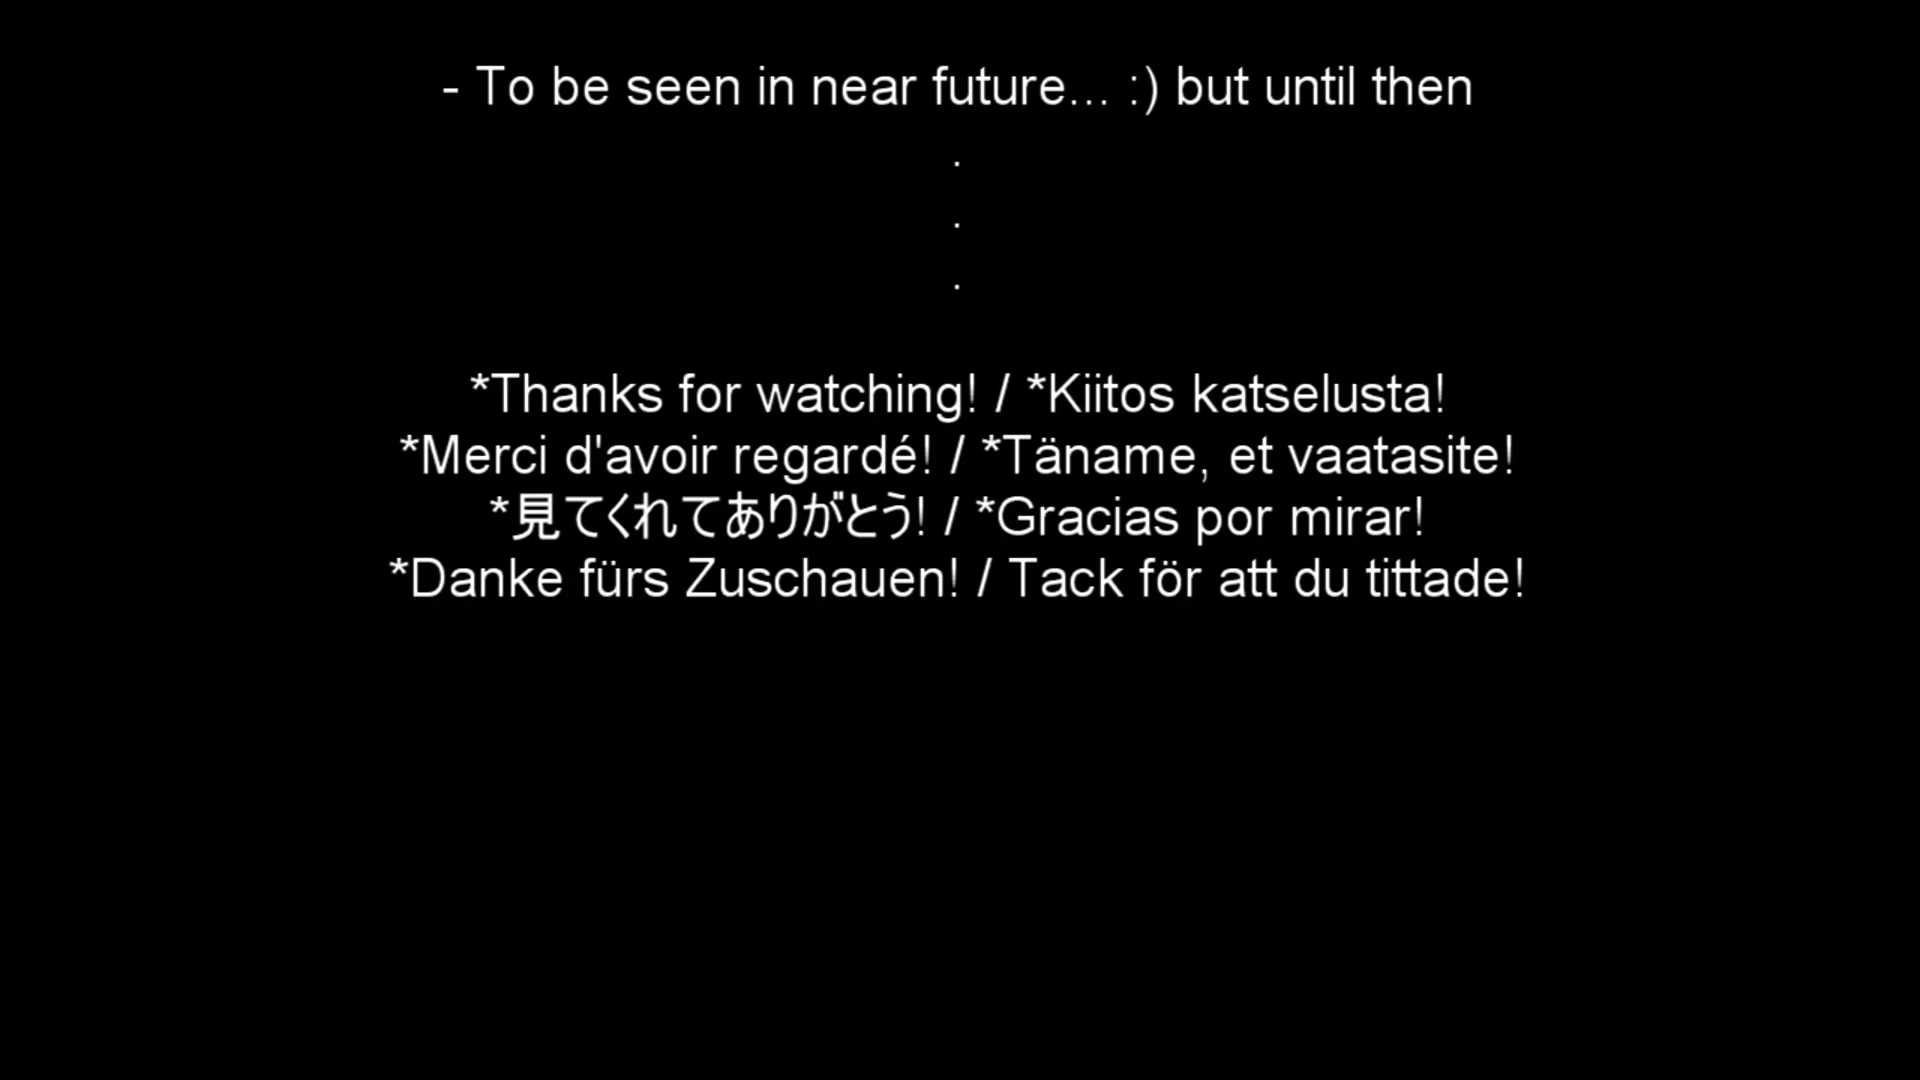 - To be seen in near future... :) but until then
.
.
.
*Thanks for watching! / *Kiitos katselusta!
*Merci d'avoir regardé! / *Täname, et vaatasite!
*見てくれてありがとう! / *Gracias por mirar!
*Danke fürs Zuschauen! / Tack för att du tittade!